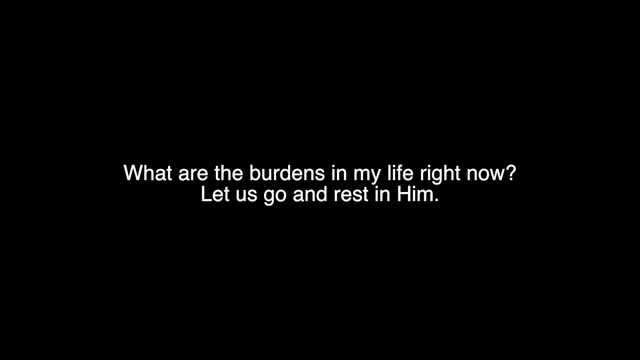 What are the burdens in my life right now?
Let us go and rest in Him.